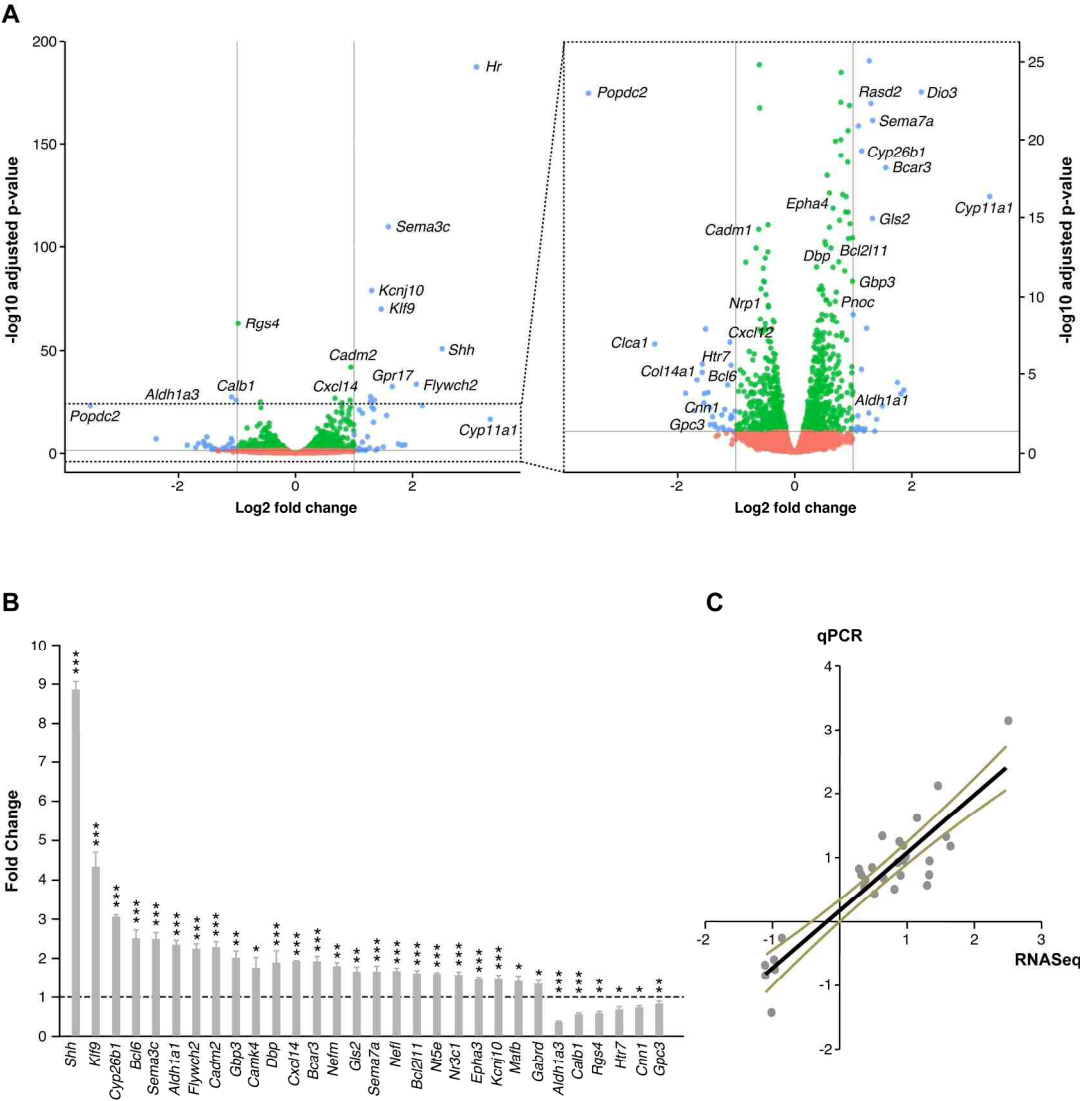 A
200
150
100
50
0
-log10 adjusted p-value
Hr
Sema3c
Kcnj10
Klf9
Rgs4
Shh
Cadm2
Gpr17
Flywch2
Calb1
Cxcl14
Aldh1a3
Popdc2
Cyp11a1
-2 0 2
Log2 fold change
Popdc2
Rasd2
Dio3
Sema7a
Cyp26b1
Bcar3
Epha4
Cyp11a1
Gls2
Cadm1
Bcl2l11
Dbp
Gbp3
Nrp1
Pnoc
Cxcl12
Clca1
Htr7
Col14a1
Bcl6
Aldh1a1
Cnn1
Gpc3
25
20
15
10
5
0
-log10 adjusted p-value
-2 0 2
Log2 fold change
B
Fold Change
10
9
8
7
6
5
4
3
2
1
0
*** *** *** *** *** *** *** *** ** * *** *** *** ** ** *** *** *** *** *** *** *** * * *** *** ** * * **
Shh Klf9 Cyp26b1 Bcl6 Sema3c Aldh1a1 Flywch2 Cadm2 Gbp3 Camk4 Dbp Cxcl14 Bcar3 Nefm Gls2 Sema7a Nefl Bcl2l11 Nt5e Nr3c1 Epha3 Kcnj10 Mafb Gabrd Aldh1a3 Calb1 Rgs4 Htr7 Cnn1 Gpc3
C
qPCR
4
3
2
1
-2 -1 1 2 3
RNASeq
-1
-2